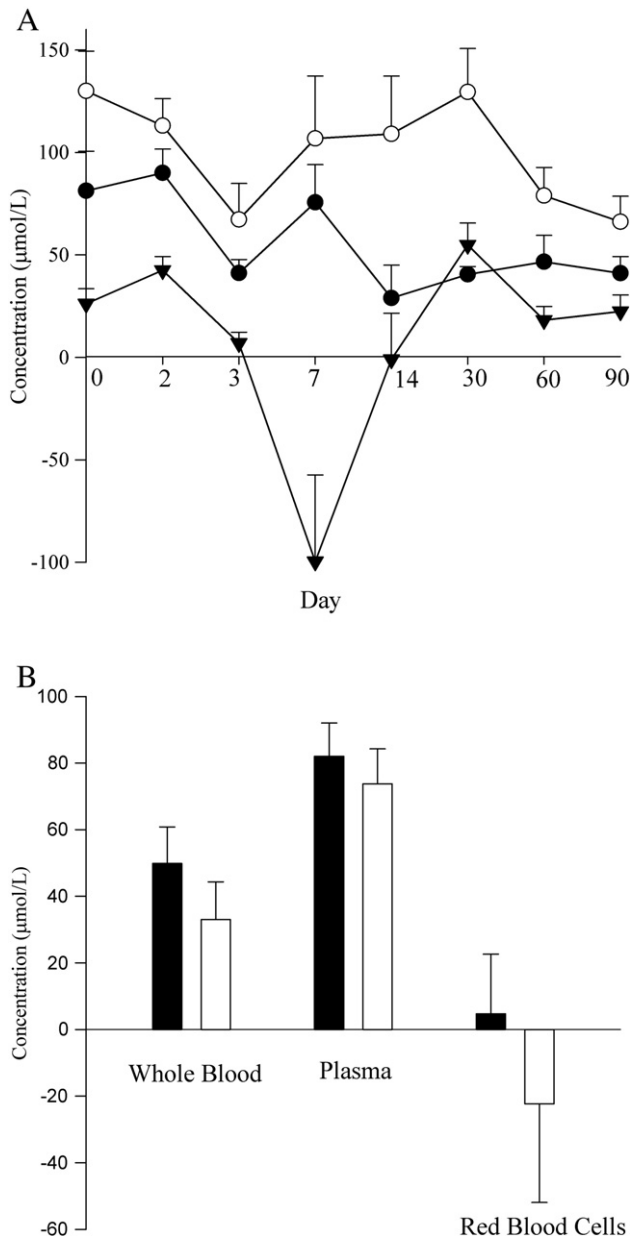 A
150
100
50
0
-50
-100
Concentration (μmol/L)
0 2 3 7 14 30 60 90
Day
B
100
80
60
40
20
0
-20
-40
-60
Concentration (μmol/L)
Whole Blood Plasma
Red Blood Cells